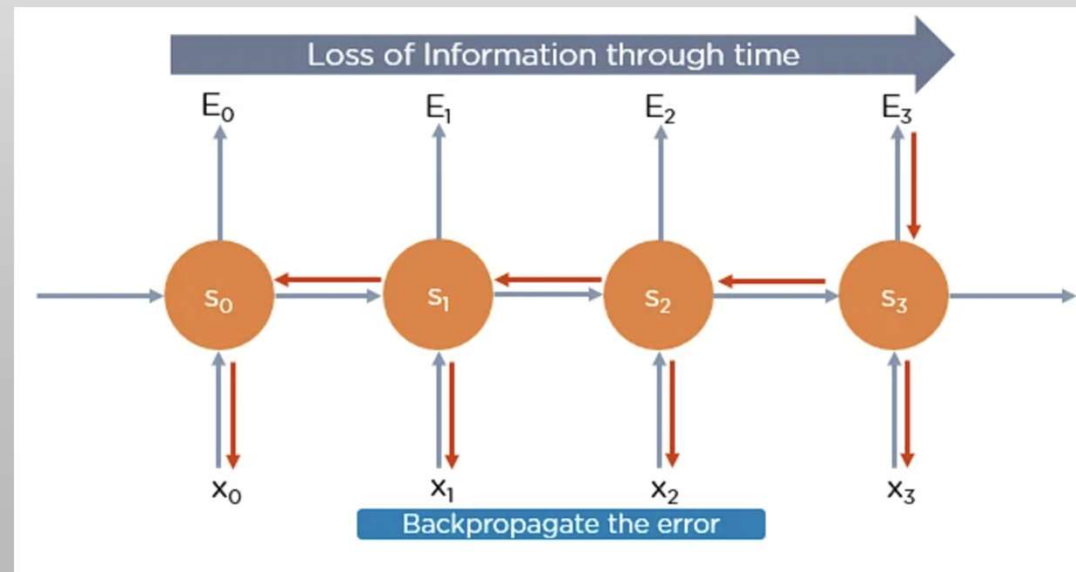 Loss of Information through time
E₀ E₁ E₂ E₃
s₀ s₁ s₂ s₃
x₀ x₁ x₂ x₃
Backpropagate the error